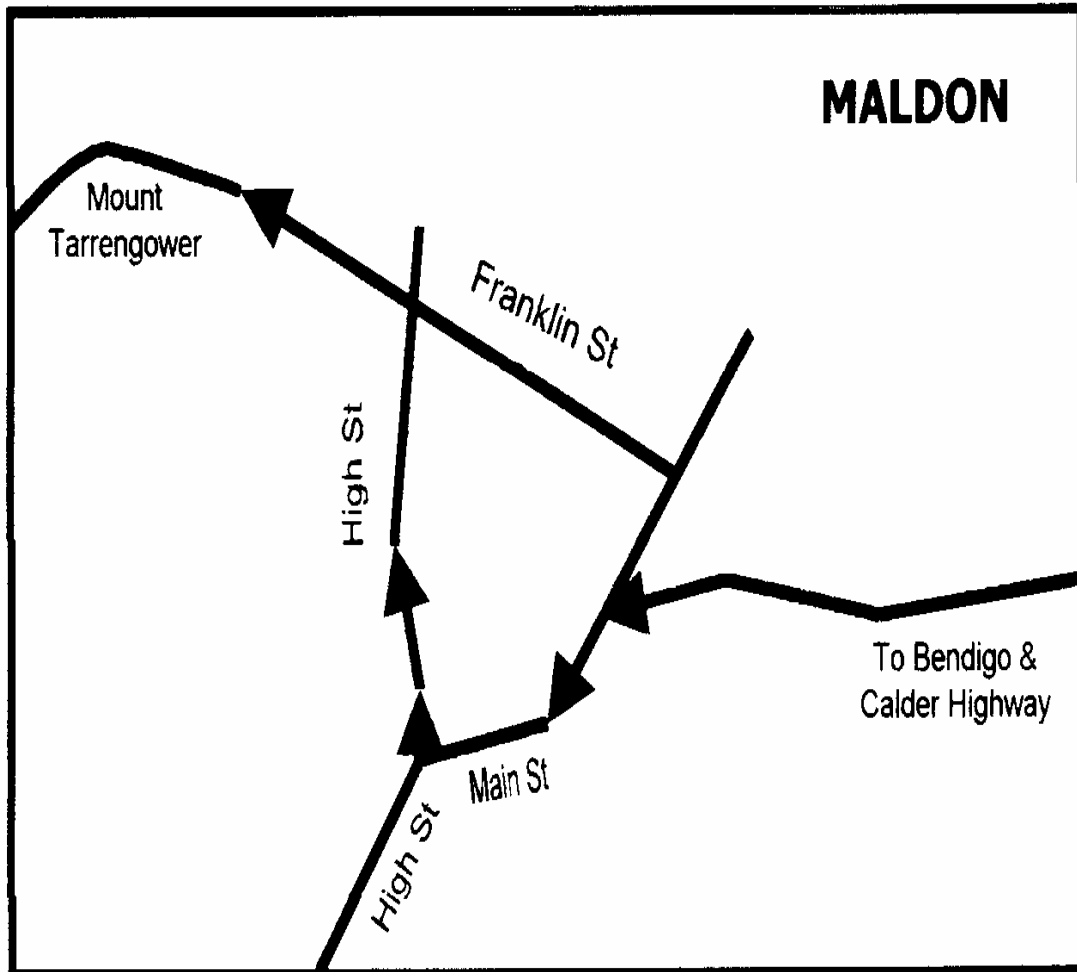 MALDON
Mount
Tarrengower
Franklin St
High St
To Bendigo &
Calder Highway
Main St
High St